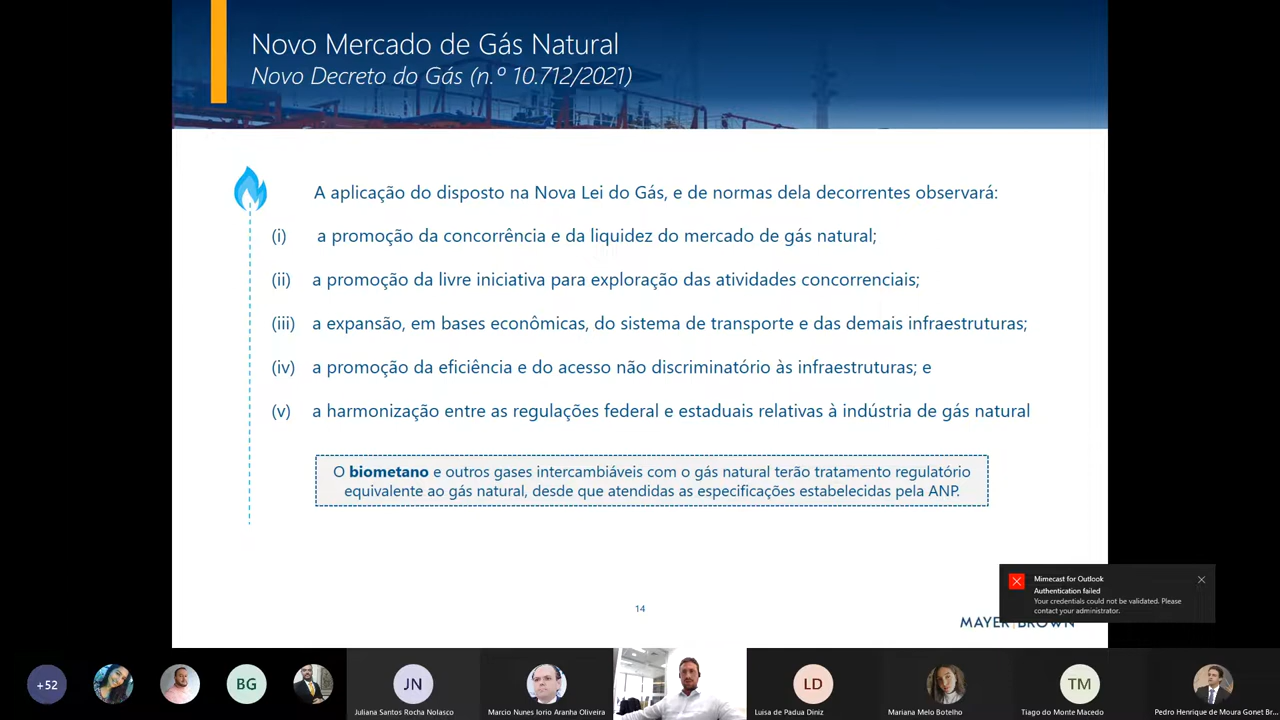 Novo Mercado de Gás Natural
Novo Decreto do Gás (n.º 10.712/2021)
A aplicação do disposto na Nova Lei do Gás, e de normas dela decorrentes observará:
(i) a promoção da concorrência e da liquidez do mercado de gás natural;
(ii) a promoção da livre iniciativa para exploração das atividades concorrenciais;
(iii) a expansão, em bases econômicas, do sistema de transporte e das demais infraestruturas;
(iv) a promoção da eficiência e do acesso não discriminatório às infraestruturas; e
(v) a harmonização entre as regulações federal e estaduais relativas à indústria de gás natural
O biometano e outros gases intercambiáveis com o gás natural terão tratamento regulatório
equivalente ao gás natural, desde que atendidas as especificações estabelecidas pela ANP.
Mimecast for Outlook
Authentication failed
Your credentials could not be validated. Please
contact your administrator.
14
MAYER BROWN
+52
BG
JN
LD
TM
Juliana Santos Rocha Nolasco
Marcio Nunes Iorio Aranha Oliveira
Luisa de Padua Diniz
Mariana Melo Botelho
Tiago do Monte Macedo
Pedro Henrique de Moura Gonet Br...